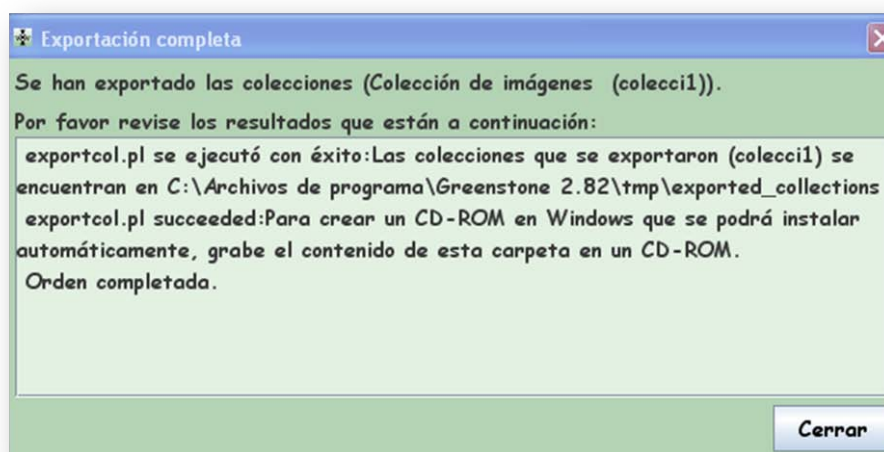 Exportación completa
Se han exportado las colecciones (Colección de imágenes (colecci1)).
Por favor revise los resultados que están a continuación:
exportcol.pl se ejecutó con éxito:Las colecciones que se exportaron (colecci1) se
encuentran en C:\Archivos de programa\Greenstone 2.82\tmp\exported_collections
exportcol.pl succeeded:Para crear un CD-ROM en Windows que se podrá instalar
automáticamente, grabe el contenido de esta carpeta en un CD-ROM.
Orden completada.
Cerrar